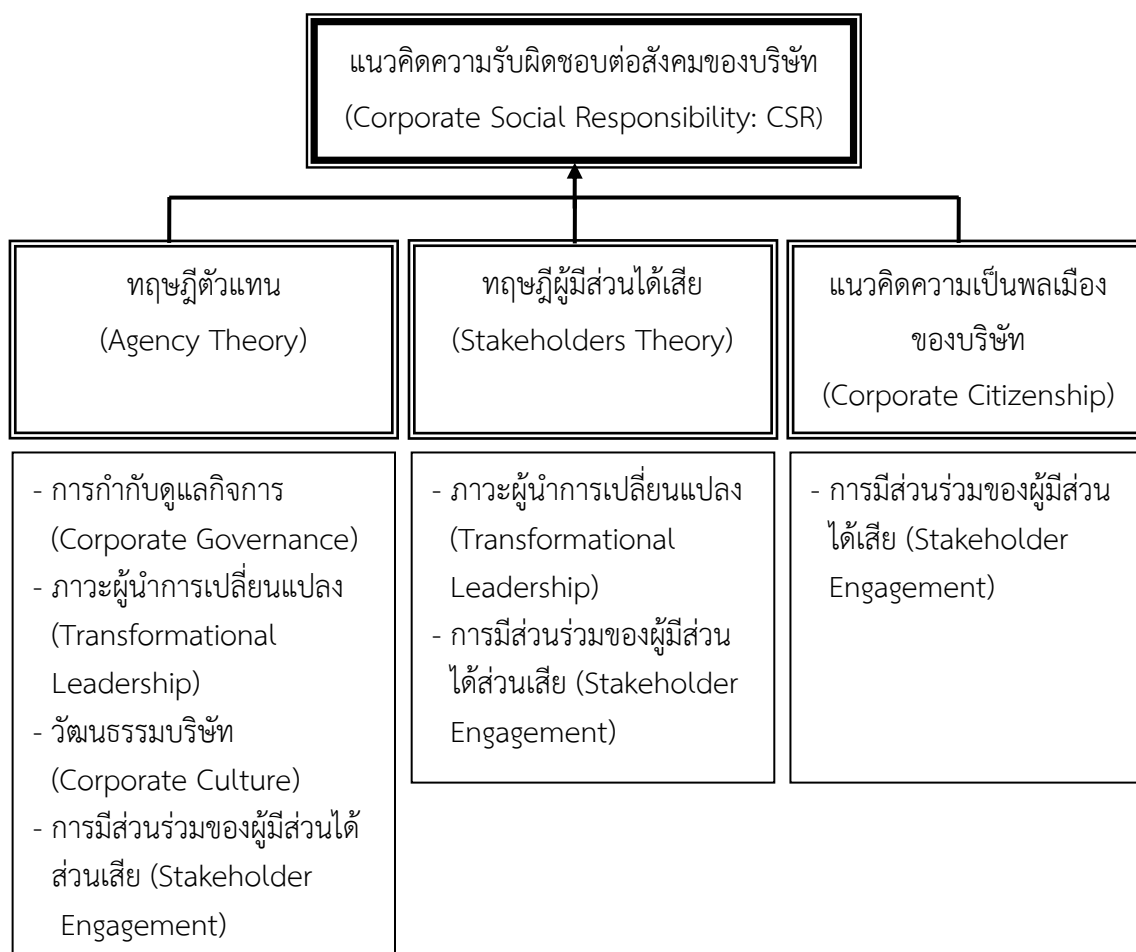 แนวคิดความรับผิดชอบต่อสังคมของบริษัท
(Corporate Social Responsibility: CSR)
ทฤษฎีตัวแทน
(Agency Theory)
ทฤษฎีผู้มีส่วนได้เสีย
(Stakeholders Theory)
แนวคิดความเป็นพลเมือง
ของบริษัท
(Corporate Citizenship)
- การกำกับดูแลกิจการ
(Corporate Governance)
- ภาวะผู้นำการเปลี่ยนแปลง
(Transformational
Leadership)
- วัฒนธรรมบริษัท
(Corporate Culture)
- การมีส่วนร่วมของผู้มีส่วนได้
ส่วนเสีย (Stakeholder
Engagement)
- ภาวะผู้นำการเปลี่ยนแปลง
(Transformational
Leadership)
- การมีส่วนร่วมของผู้มีส่วน
ได้ส่วนเสีย (Stakeholder
Engagement)
- การมีส่วนร่วมของผู้มีส่วน
ได้เสีย (Stakeholder
Engagement)